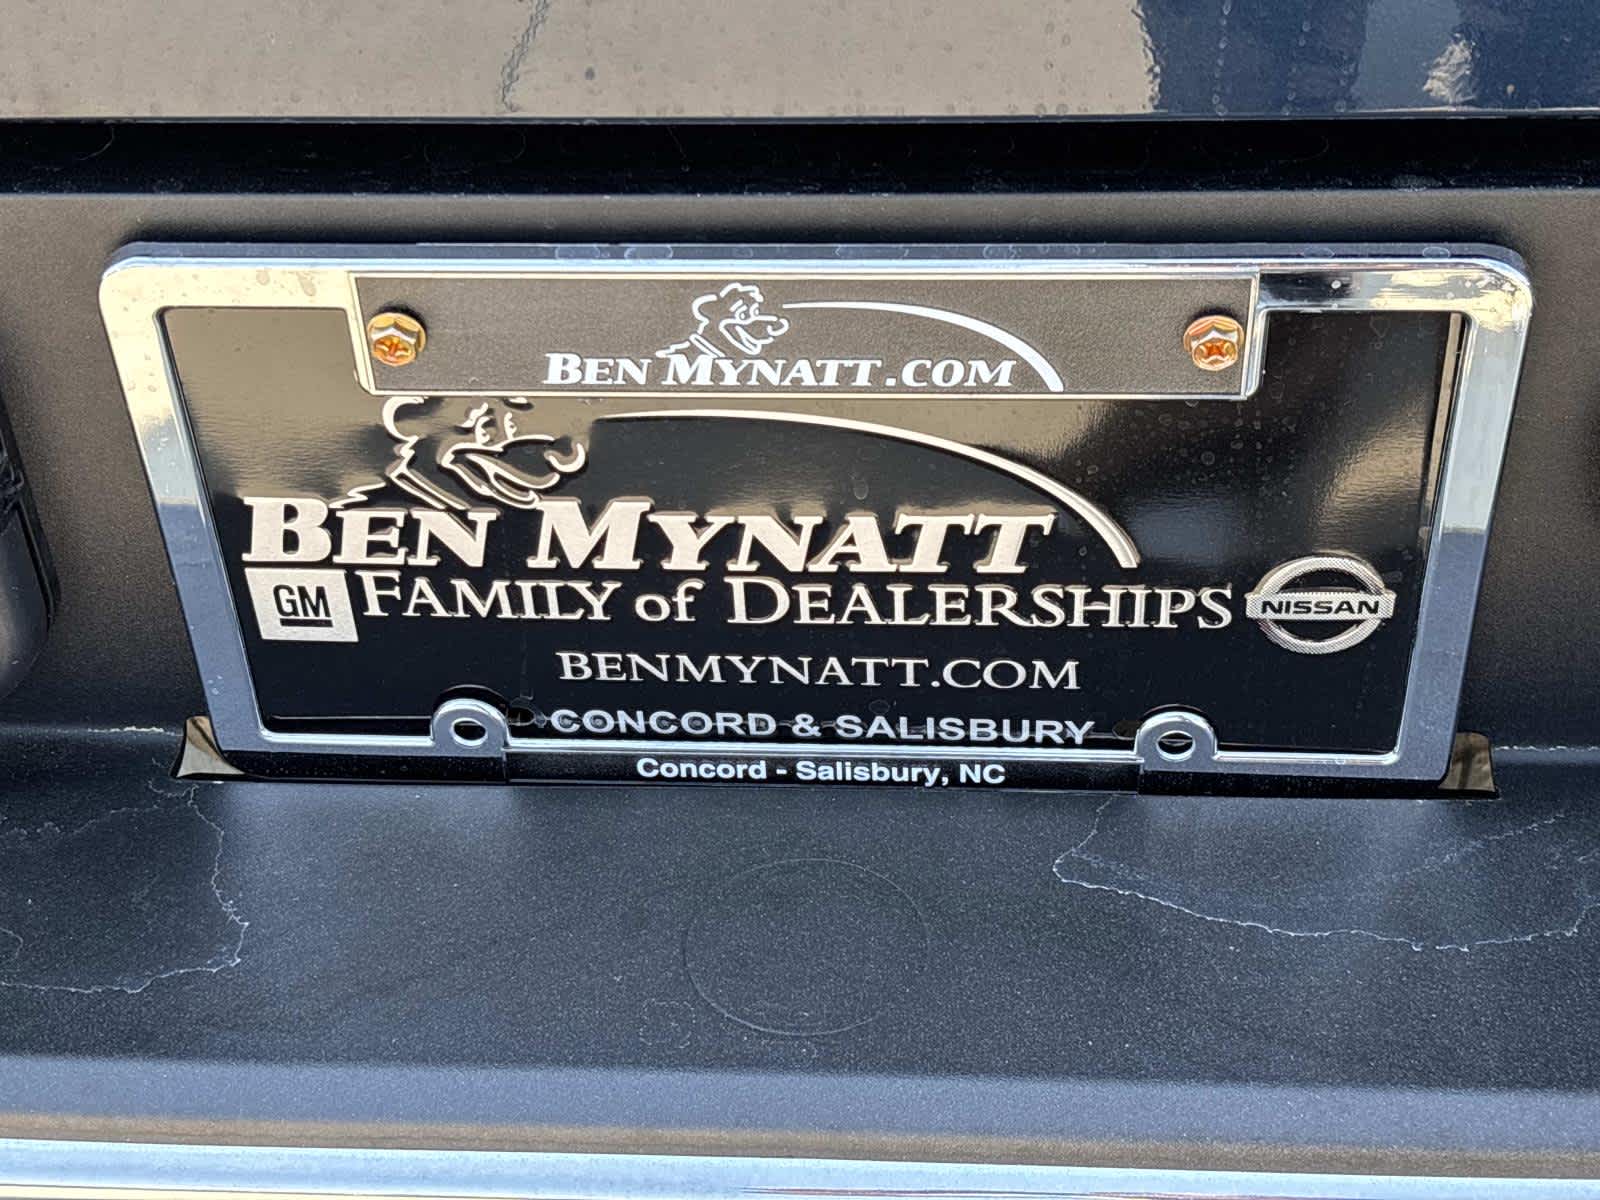 BEN MYNATT.COM
BEN MYNATT
GM FAMILY of DEALERSHIPS NISSAN
BENMYNATT.COM
CONCORD & SALISBURY
Concord - Salisbury, NC